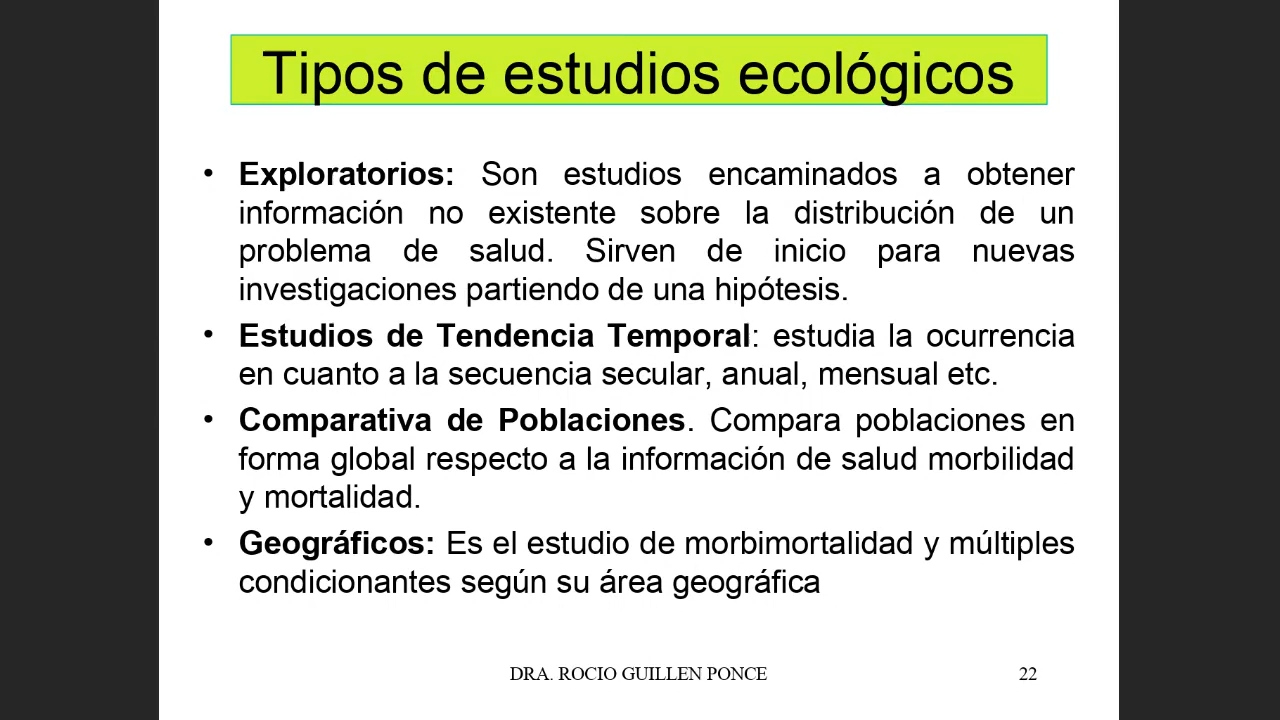 Tipos de estudios ecológicos
• Exploratorios: Son estudios encaminados a obtener
información no existente sobre la distribución de un
problema de salud. Sirven de inicio para nuevas
investigaciones partiendo de una hipótesis.
• Estudios de Tendencia Temporal: estudia la ocurrencia
en cuanto a la secuencia secular, anual, mensual etc.
• Comparativa de Poblaciones. Compara poblaciones en
forma global respecto a la información de salud morbilidad
y mortalidad.
• Geográficos: Es el estudio de morbimortalidad y múltiples
condicionantes según su área geográfica
DRA. ROCIO GUILLEN PONCE 22